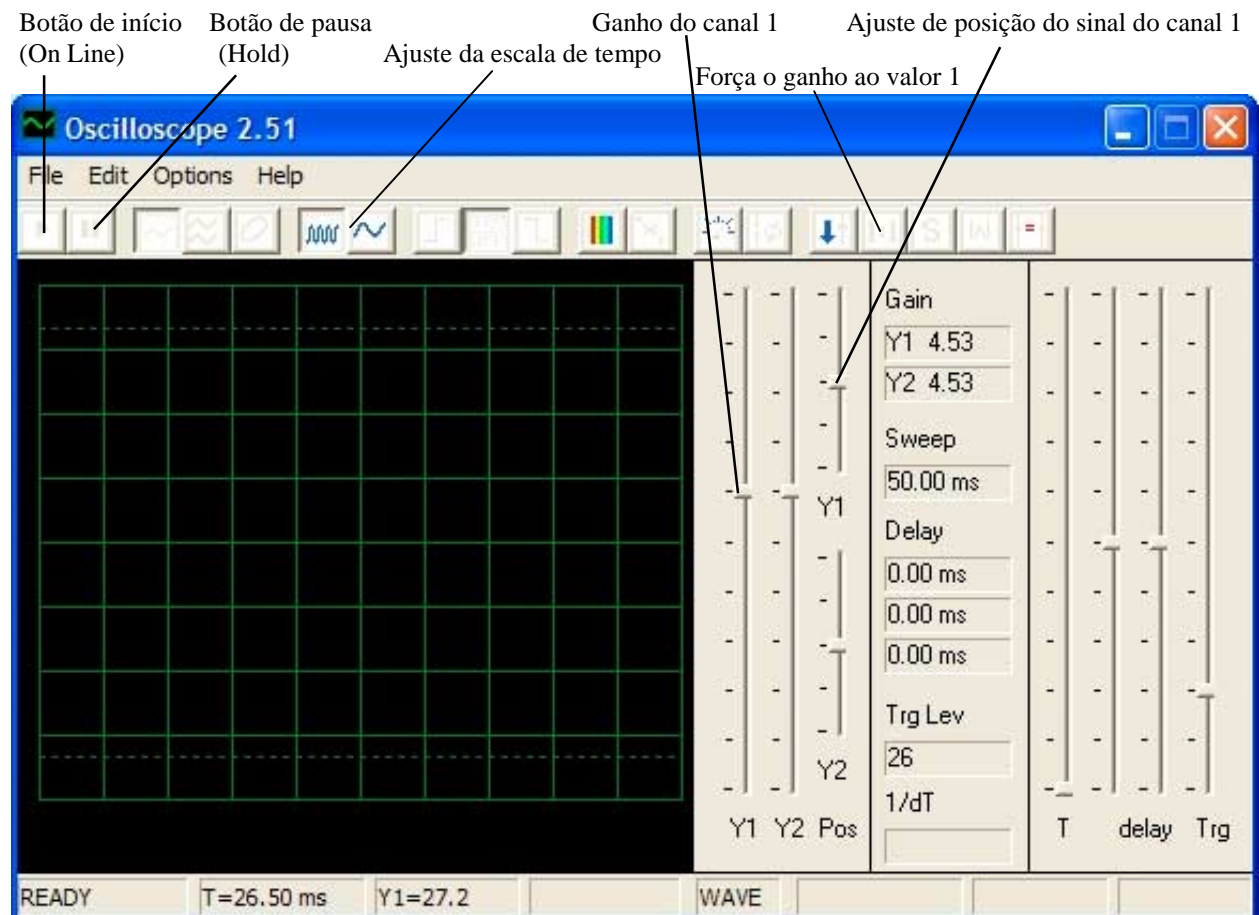 Botão de início Botão de pausa Ganho do canal 1 Ajuste de posição do sinal do canal 1
(On Line) (Hold) Ajuste da escala de tempo
Força o ganho ao valor 1
Oscilloscope 2.51
File Edit Options Help
S
=
Gain
Y1 4.53
Y2 4.53
Sweep
50.00 ms
Y1
Delay
0.00 ms
0.00 ms
0.00 ms
Trg Lev
26
Y2
1/dT
Y1 Y2 Pos T delay Trg
READY T=26.50 ms Y1=27.2 WAVE